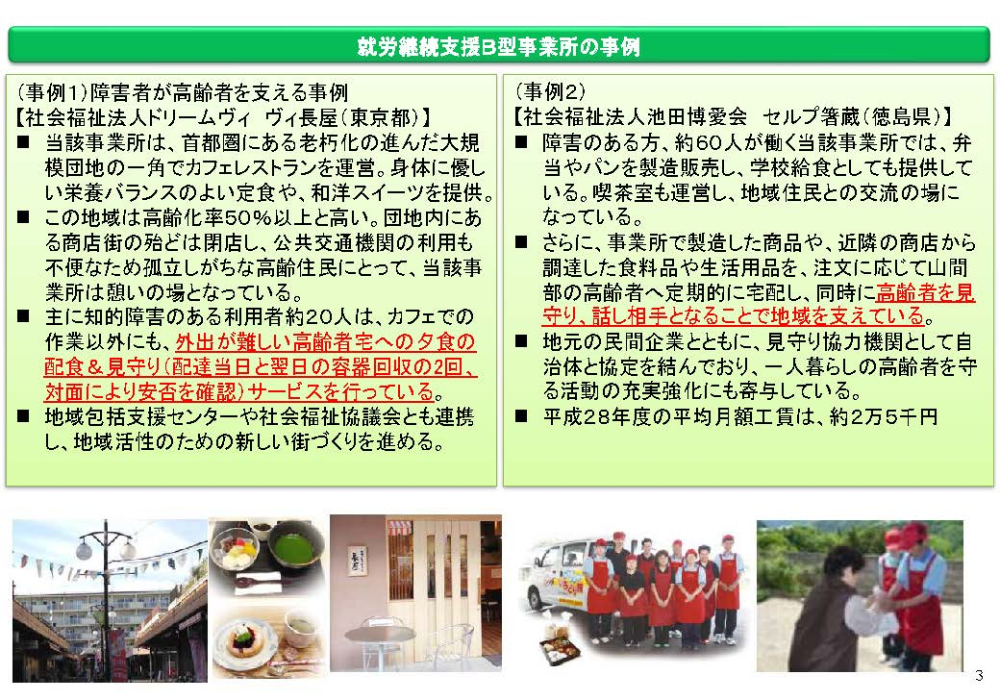 就労継続支援B型事業所の事例
（事例１）障害者が高齢者を支える事例
【社会福祉法人ドリームヴィ　ヴィ長屋（東京都）】
■ 当該事業所は、首都圏にある老朽化の進んだ大規
模団地の一角でカフェレストランを運営。身体に優し
い栄養バランスのよい定食や、和洋スイーツを提供。
■ この地域は高齢化率５０％以上と高い。団地内にあ
る商店街の殆どは閉店し、公共交通機関の利用も
不便なため孤立しがちな高齢住民にとって、当該事
業所は憩いの場となっている。
■ 主に知的障害のある利用者約２０人は、カフェでの
作業以外にも、外出が難しい高齢者宅への夕食の
配食＆見守り（配達当日と翌日の容器回収の2回、
対面により安否を確認）サービスを行っている。
■ 地域包括支援センターや社会福祉協議会とも連携
し、地域活性のための新しい街づくりを進める。
（事例２）
【社会福祉法人池田博愛会　セルプ箸蔵（徳島県）】
■ 障害のある方、約６０人が働く当該事業所では、弁
当やパンを製造販売し、学校給食としても提供して
いる。喫茶室も運営し、地域住民との交流の場に
なっている。
■ さらに、事業所で製造した商品や、近隣の商店から
調達した食料品や生活用品を、注文に応じて山間
部の高齢者へ定期的に宅配し、同時に高齢者を見
守り、話し相手となることで地域を支えている。
■ 地元の民間企業とともに、見守り協力機関として自
治体と協定を結んでおり、一人暮らしの高齢者を守
る活動の充実強化にも寄与している。
■ 平成２８年度の平均月額工賃は、約２万５千円
長屋
3